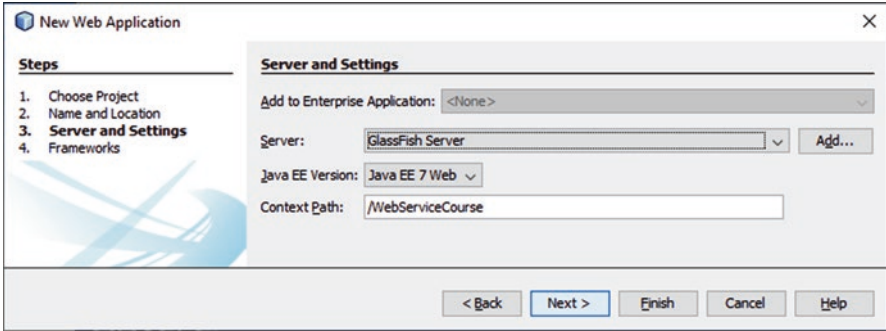 New Web Application
Steps
1. Choose Project
2. Name and Location
3. Server and Settings
4. Frameworks
Server and Settings
Add to Enterprise Application: <None>
Server: GlassFish Server Add...
Java EE Version: Java EE 7 Web
Context Path: /WebServiceCourse
< Back Next > Finish Cancel Help